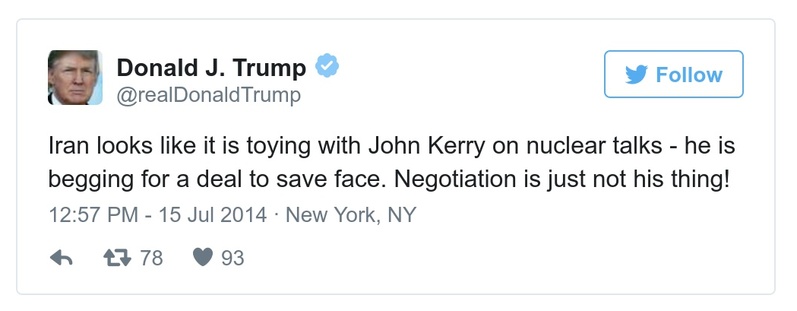 Donald J. Trump
@realDonaldTrump
Follow
Iran looks like it is toying with John Kerry on nuclear talks - he is
begging for a deal to save face. Negotiation is just not his thing!
12:57 PM - 15 Jul 2014 · New York, NY
78 93